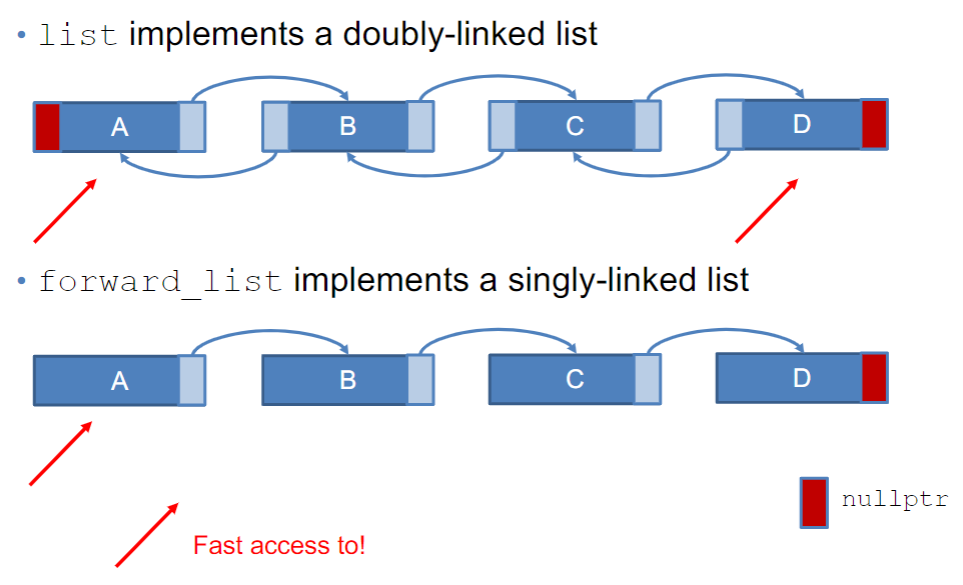 • list implements a doubly-linked list
A B C D
• forward_list implements a singly-linked list
A B C D
nullptr
Fast access to!